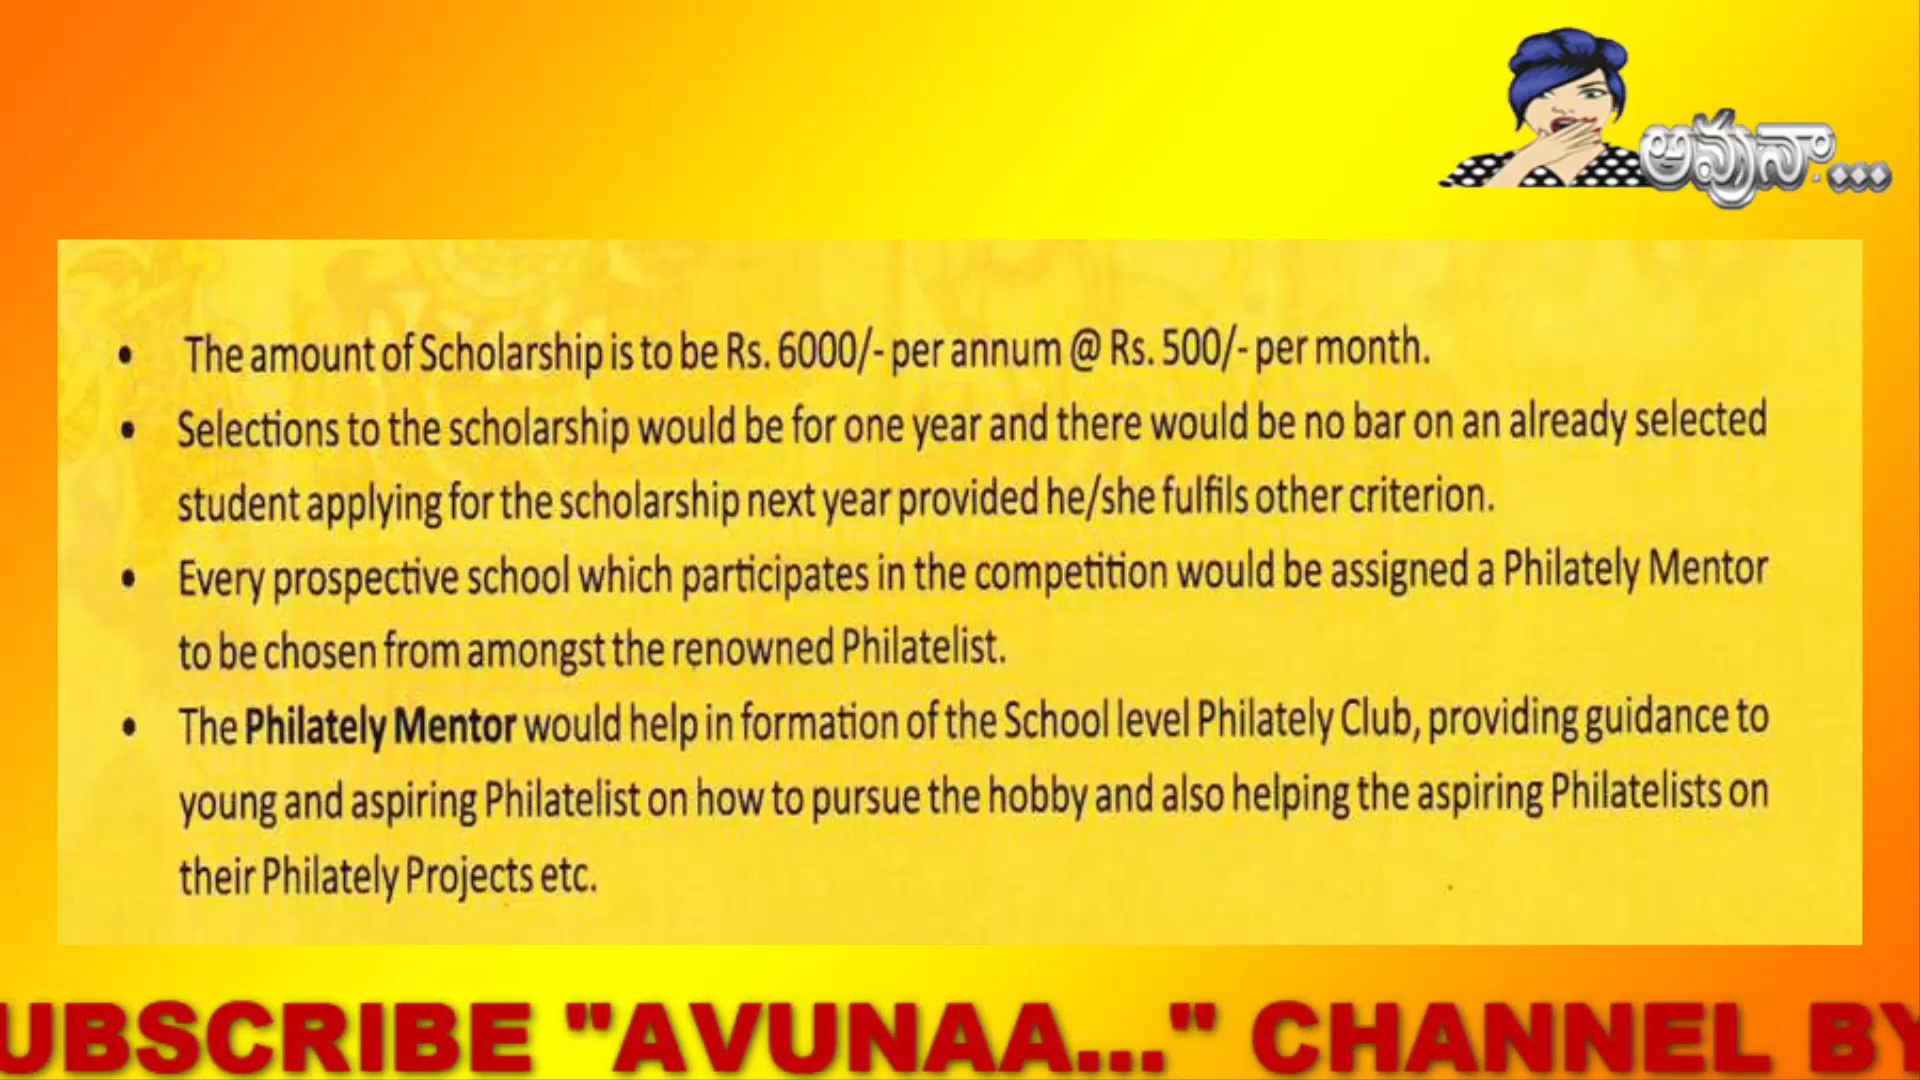 అవునా...
• The amount of Scholarship is to be Rs. 6000/- per annum @ Rs. 500/- per month.
• Selections to the scholarship would be for one year and there would be no bar on an already selected
student applying for the scholarship next year provided he/she fulfils other criterion.
• Every prospective school which participates in the competition would be assigned a Philately Mentor
to be chosen from amongst the renowned Philatelist.
• The Philately Mentor would help in formation of the School level Philately Club, providing guidance to
young and aspiring Philatelist on how to pursue the hobby and also helping the aspiring Philatelists on
their Philately Projects etc.
UBSCRIBE "AVUNAA..." CHANNEL BY